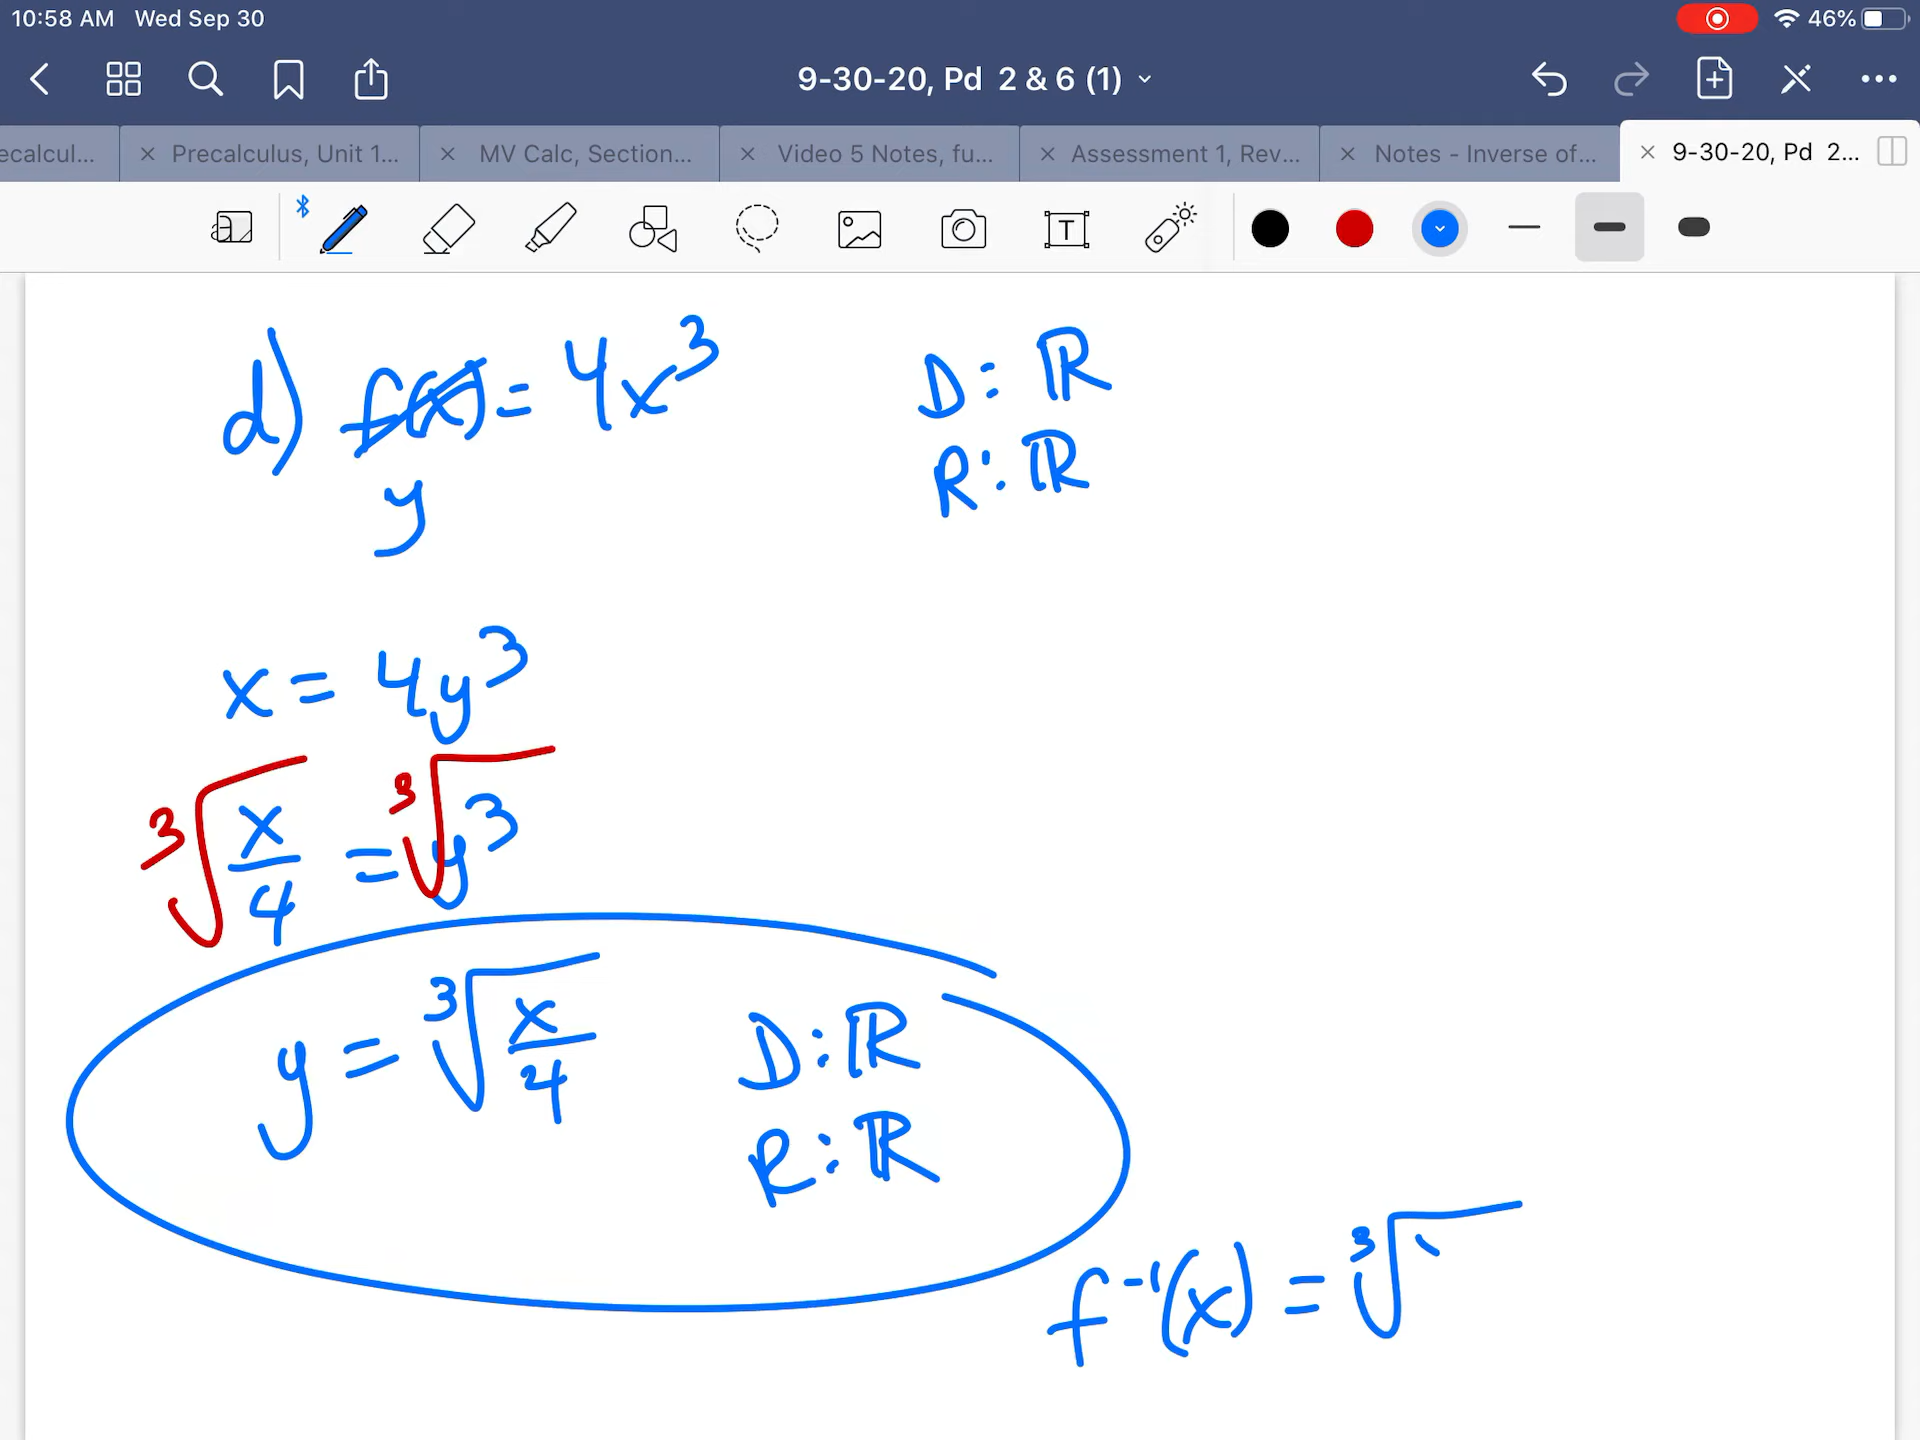 10:58 AM Wed Sep 30
46%
9-30-20, Pd 2 & 6 (1)
ecalcul...
Precalculus, Unit 1...
MV Calc, Section...
Video 5 Notes, fu...
Assessment 1, Rev...
Notes - Inverse of...
9-30-20, Pd 2...
T
d) f(x) = 4x³
y
D: ℝ
R: ℝ
x = 4y³
∛(x/4) = ∛y³
y = ∛(x/4)
D: ℝ
R: ℝ
f⁻¹(x) = ∛